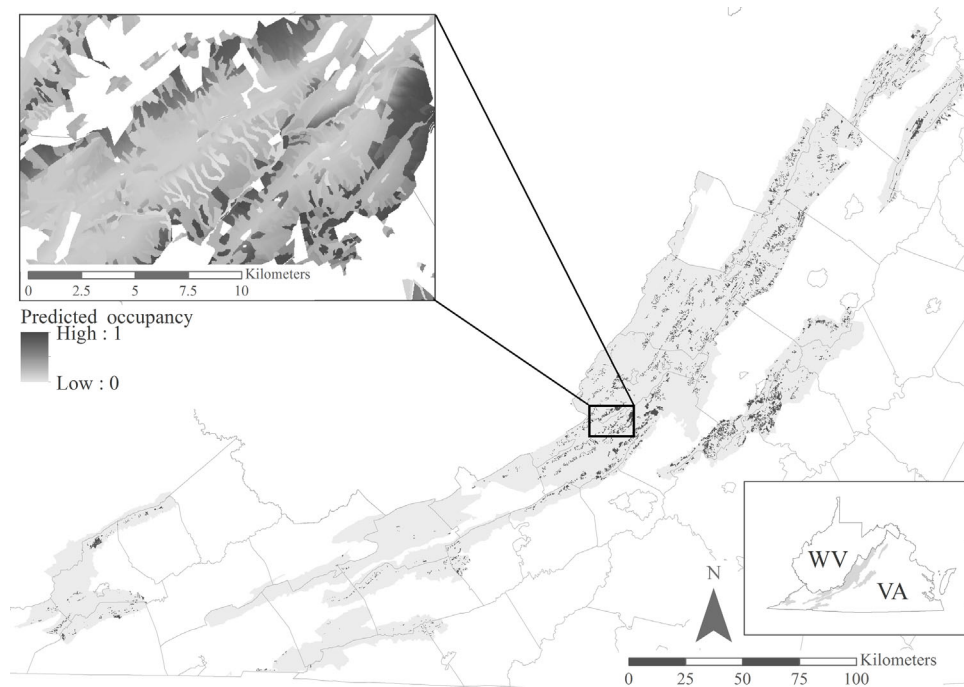 Kilometers
0 2.5 5 7.5 10
Predicted occupancy
High : 1
Low : 0
N
WV
VA
Kilometers
0 25 50 75 100